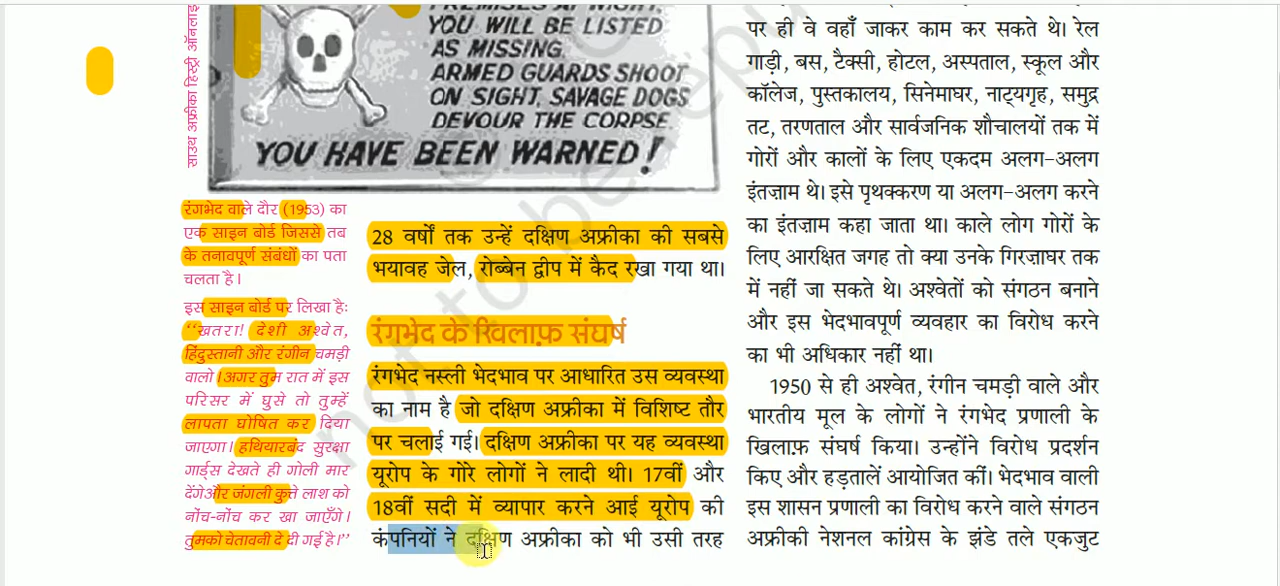 PREMISES AT NIGHT,
YOU WILL BE LISTED
AS MISSING.
ARMED GUARDS SHOOT
ON SIGHT, SAVAGE DOGS
DEVOUR THE CORPSE.
YOU HAVE BEEN WARNED!
साउथ अफ्रीका हिस्ट्री ऑनलाइ
रंगभेद वाले दौर (1953) का
एक साइन बोर्ड जिससे तब
के तनावपूर्ण संबंधों का पता
चलता है।
इस साइन बोर्ड पर लिखा है:
“खतरा! देशी अश्वेत,
हिंदुस्तानी और रंगीन चमड़ी
वालो। अगर तुम रात में इस
परिसर में घुसे तो तुम्हें
लापता घोषित कर दिया
जाएगा। हथियारबंद सुरक्षा
गार्ड्स देखते ही गोली मार
देंगे और जंगली कुत्ते लाश को
नोंच-नोंच कर खा जाएँगे।
तुमको चेतावनी दे दी गई है।”
28 वर्षों तक उन्हें दक्षिण अफ्रीका की सबसे
भयावह जेल, रोब्बेन द्वीप में कैद रखा गया था।
रंगभेद के खिलाफ़ संघर्ष
रंगभेद नस्ली भेदभाव पर आधारित उस व्यवस्था
का नाम है जो दक्षिण अफ्रीका में विशिष्ट तौर
पर चलाई गई। दक्षिण अफ्रीका पर यह व्यवस्था
यूरोप के गोरे लोगों ने लादी थी। 17वीं और
18वीं सदी में व्यापार करने आई यूरोप की
कंपनियों ने दक्षिण अफ्रीका को भी उसी तरह
पर ही वे वहाँ जाकर काम कर सकते थे। रेल
गाड़ी, बस, टैक्सी, होटल, अस्पताल, स्कूल और
कॉलेज, पुस्तकालय, सिनेमाघर, नाट्यगृह, समुद्र
तट, तरणताल और सार्वजनिक शौचालयों तक में
गोरों और कालों के लिए एकदम अलग-अलग
इंतज़ाम थे। इसे पृथक्करण या अलग-अलग करने
का इंतज़ाम कहा जाता था। काले लोग गोरों के
लिए आरक्षित जगह तो क्या उनके गिरज़ाघर तक
में नहीं जा सकते थे। अश्वेतों को संगठन बनाने
और इस भेदभावपूर्ण व्यवहार का विरोध करने
का भी अधिकार नहीं था।
1950 से ही अश्वेत, रंगीन चमड़ी वाले और
भारतीय मूल के लोगों ने रंगभेद प्रणाली के
खिलाफ़ संघर्ष किया। उन्होंने विरोध प्रदर्शन
किए और हड़तालें आयोजित कीं। भेदभाव वाली
इस शासन प्रणाली का विरोध करने वाले संगठन
अफ्रीकी नेशनल कांग्रेस के झंडे तले एकजुट
not to be repu